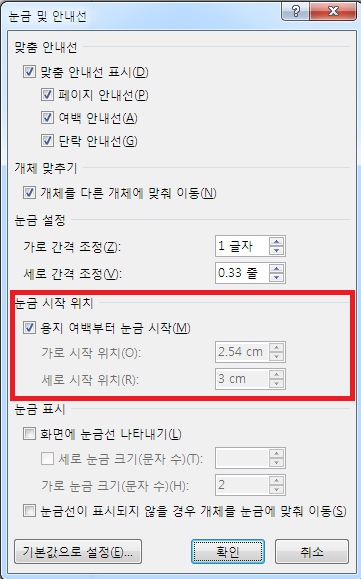 눈금 및 안내선
맞춤 안내선
맞춤 안내선 표시(D)
페이지 안내선(P)
여백 안내선(A)
단락 안내선(G)
개체 맞추기
개체를 다른 개체에 맞춰 이동(N)
눈금 설정
가로 간격 조정(Z): 1 글자
세로 간격 조정(V): 0.33 줄
눈금 시작 위치
용지 여백부터 눈금 시작(M)
가로 시작 위치(O): 2.54 cm
세로 시작 위치(R): 3 cm
눈금 표시
화면에 눈금선 나타내기(L)
세로 눈금 크기(문자 수)(T):
가로 눈금 크기(문자 수)(H): 2
눈금선이 표시되지 않을 경우 개체를 눈금에 맞춰 이동(S)
기본값으로 설정(E)... 확인 취소